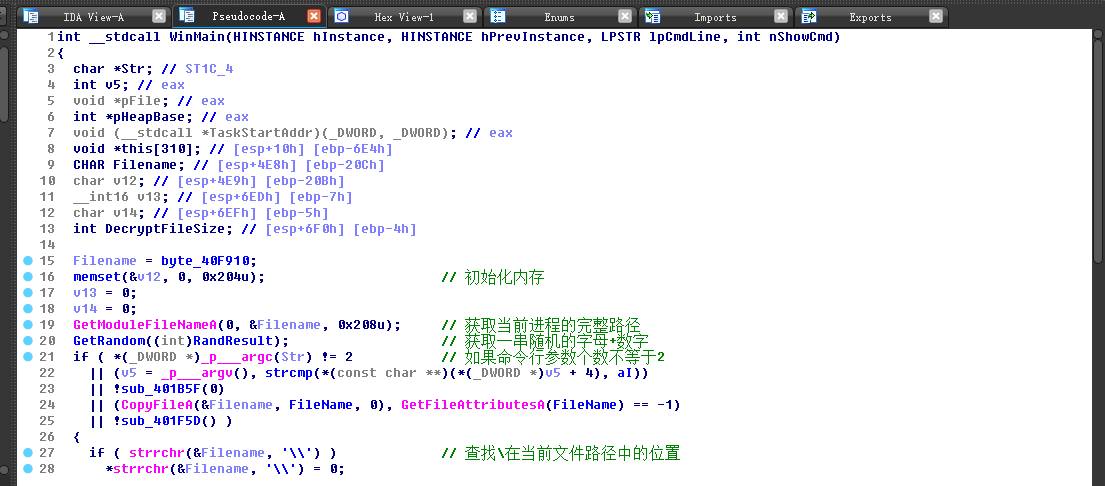 IDA View-A Pseudocode-A Hex View-1 Enums Imports Exports
1 int __stdcall WinMain(HINSTANCE hInstance, HINSTANCE hPrevInstance, LPSTR lpCmdLine, int nShowCmd)
2 {
3 char *Str; // ST1C_4
4 int v5; // eax
5 void *pFile; // eax
6 int *pHeapBase; // eax
7 void (__stdcall *TaskStartAddr)(_DWORD, _DWORD); // eax
8 void *this[310]; // [esp+10h] [ebp-6E4h]
9 CHAR Filename; // [esp+4E8h] [ebp-20Ch]
10 char v12; // [esp+4E9h] [ebp-20Bh]
11 __int16 v13; // [esp+6EDh] [ebp-7h]
12 char v14; // [esp+6EFh] [ebp-5h]
13 int DecryptFileSize; // [esp+6F0h] [ebp-4h]
14
15 Filename = byte_40F910;
16 memset(&v12, 0, 0x204u); // 初始化内存
17 v13 = 0;
18 v14 = 0;
19 GetModuleFileNameA(0, &Filename, 0x208u); // 获取当前进程的完整路径
20 GetRandom((int)RandResult); // 获取一串随机的字母+数字
21 if ( *(_DWORD *)_p___argc(Str) != 2 // 如果命令行参数个数不等于2
22 || (v5 = _p___argv(), strcmp(*(const char **)(*(_DWORD *)v5 + 4), aI))
23 || !sub_401B5F(0)
24 || (CopyFileA(&Filename, FileName, 0), GetFileAttributesA(FileName) == -1)
25 || !sub_401F5D() )
26 {
27 if ( strrchr(&Filename, '\\') ) // 查找\在当前文件路径中的位置
28 *strrchr(&Filename, '\\') = 0;